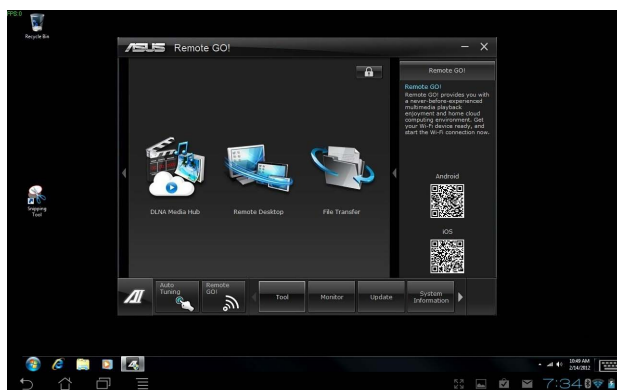 FPS 0
Recycle Bin
ASUS Remote GO!
Remote GO!
Remote GO!
Remote GO! provides you with
a never-before-experienced
multimedia playback
enjoyment and home cloud
computing environment. Get
your Wi-Fi device ready, and
start the Wi-Fi connection now.
DLNA Media Hub
Remote Desktop
File Transfer
Android
iOS
Snipping
Tool
Auto
Tuning
Remote
GO!
Tool
Monitor
Update
System
Information
10:49 AM
2/14/2012
7:34